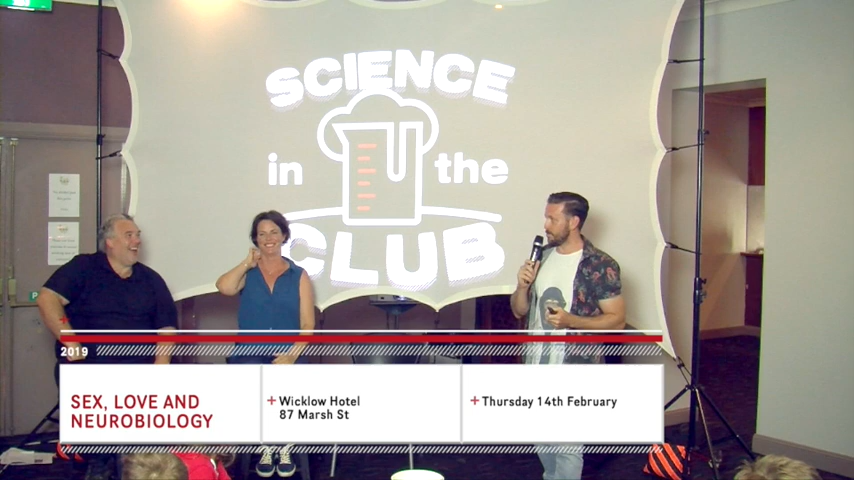 SCIENCE
in the
CLUB
2019
SEX, LOVE AND
NEUROBIOLOGY
+ Wicklow Hotel
87 Marsh St
+ Thursday 14th February